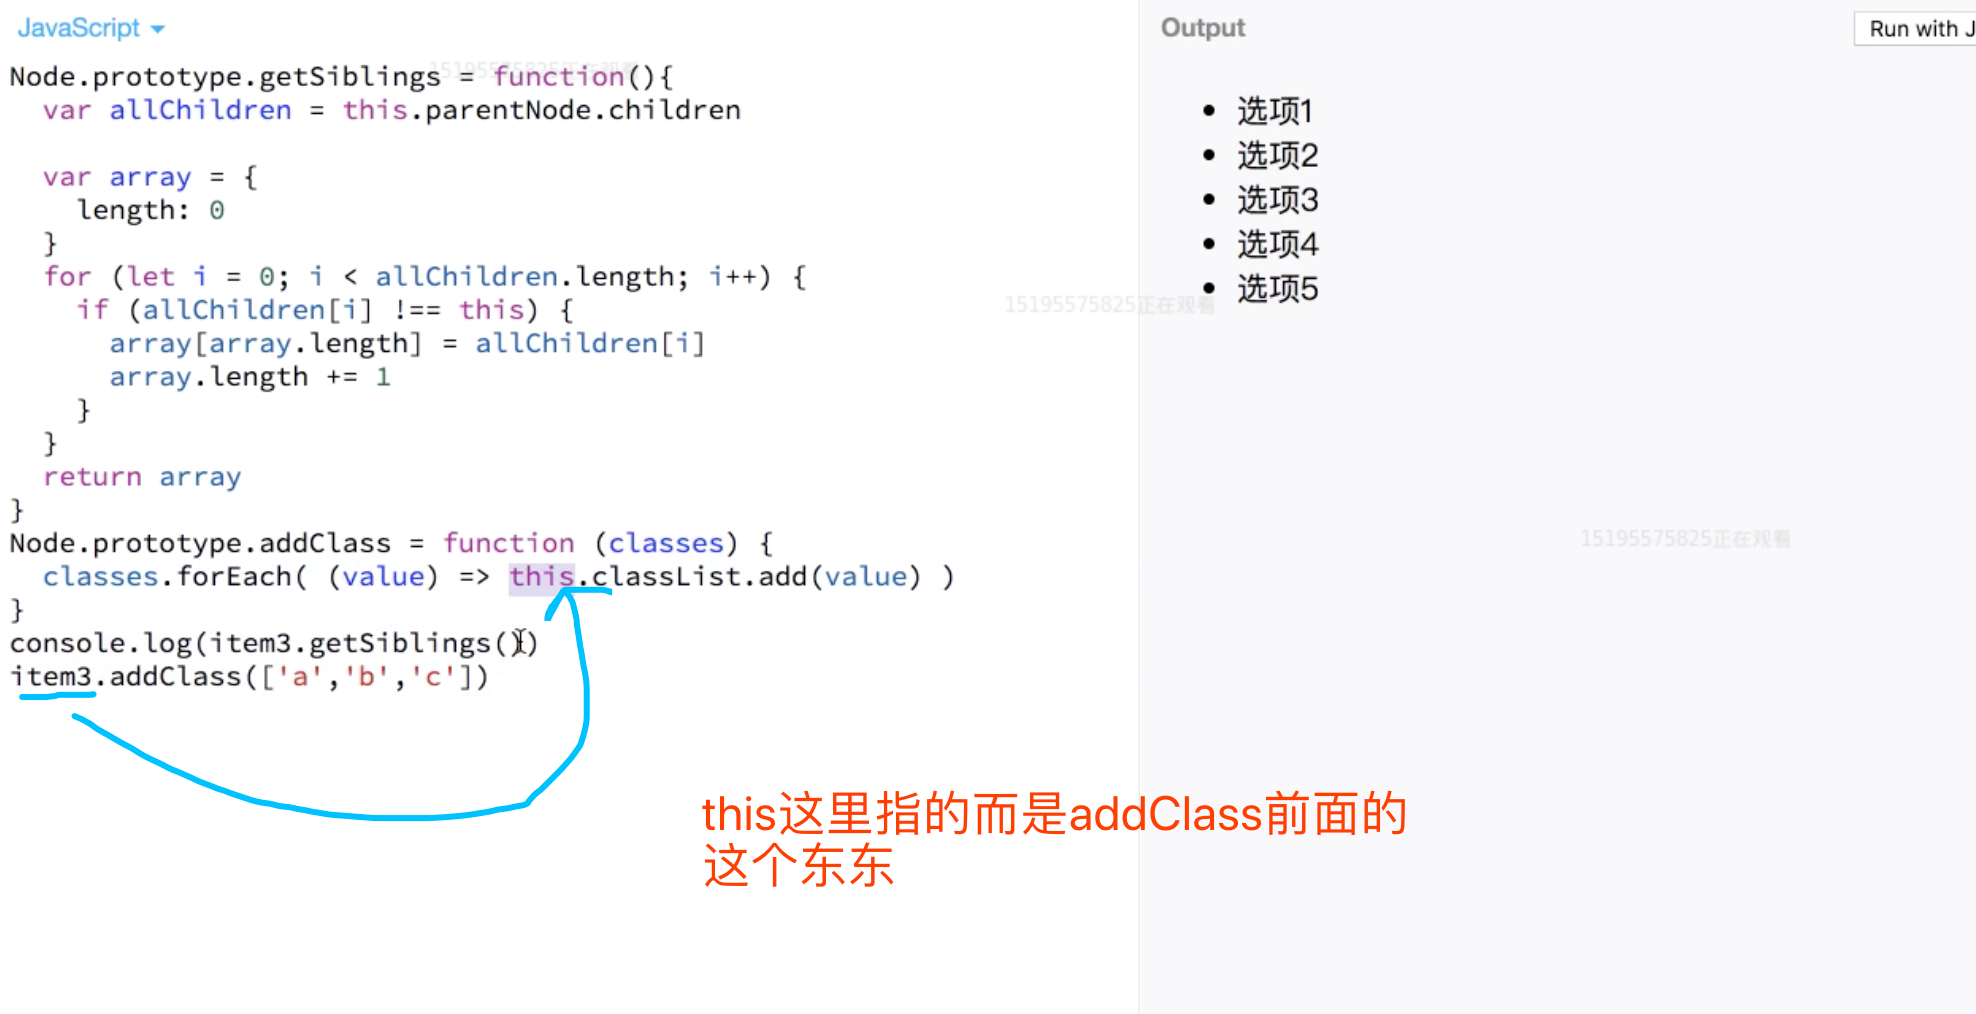 JavaScript
Output
Run with J
15195575825正在观看
Node.prototype.getSiblings = function(){
  var allChildren = this.parentNode.children
  var array = {
    length: 0
  }
  for (let i = 0; i < allChildren.length; i++) {
    if (allChildren[i] !== this) {
      array[array.length] = allChildren[i]
      array.length += 1
    }
  }
  return array
}
Node.prototype.addClass = function (classes) {
  classes.forEach( (value) => this.classList.add(value) )
}
console.log(item3.getSiblings())
item3.addClass(['a','b','c'])
this这里指的而是addClass前面的
这个东东
选项1
选项2
选项3
选项4
选项5
15195575825正在观看
15195575825正在观看